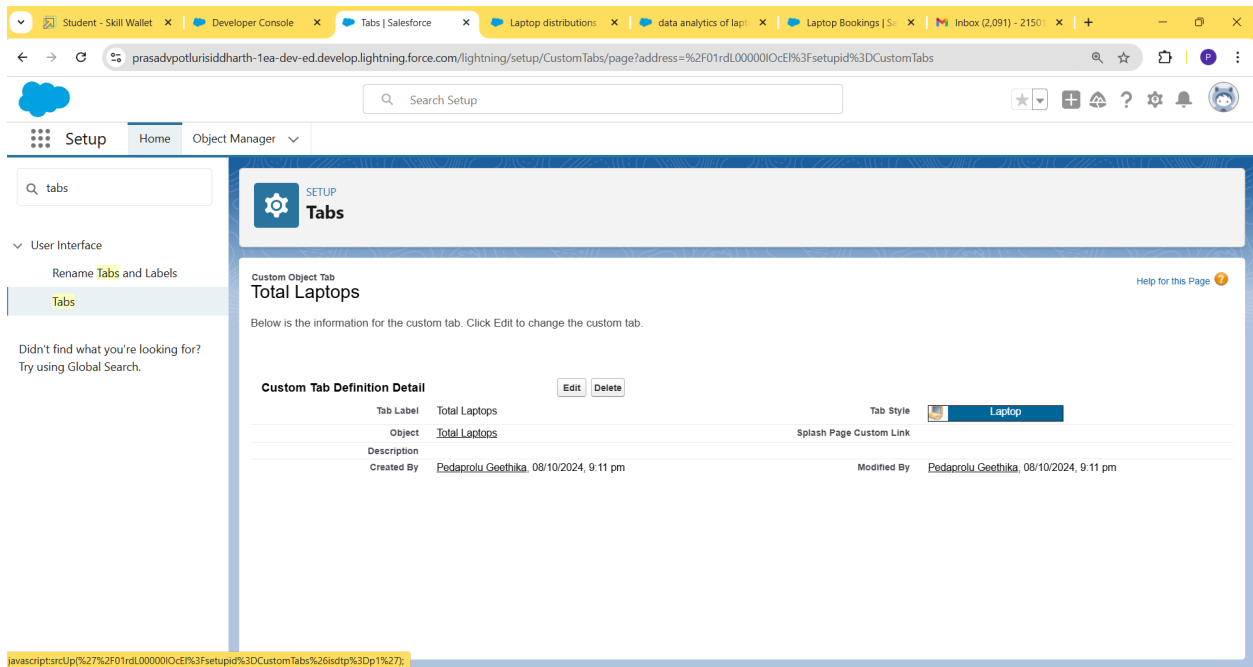 Student - Skill Wallet
Developer Console
Tabs | Salesforce
Laptop distributions
data analytics of lapt
Laptop Bookings | Sa
Inbox (2,091) - 21501
prasadvpotlurisiddharth-1ea-dev-ed.develop.lightning.force.com/lightning/setup/CustomTabs/page?address=%2F01rdL00000IOcEl%3Fsetupid%3DCustomTabs
P
Search Setup
Setup
Home
Object Manager
tabs
SETUP
Tabs
User Interface
Rename Tabs and Labels
Tabs
Didn't find what you're looking for?
Try using Global Search.
Custom Object Tab
Total Laptops
Help for this Page
Below is the information for the custom tab. Click Edit to change the custom tab.
Custom Tab Definition Detail
Edit Delete
Tab Label Total Laptops Tab Style Laptop
Object Total Laptops Splash Page Custom Link
Description
Created By Pedaprolu Geethika, 08/10/2024, 9:11 pm Modified By Pedaprolu Geethika, 08/10/2024, 9:11 pm
javascript:srcUp(%27%2F01rdL00000IOcEl%3Fsetupid%3DCustomTabs%26isdtp%3Dp1%27);